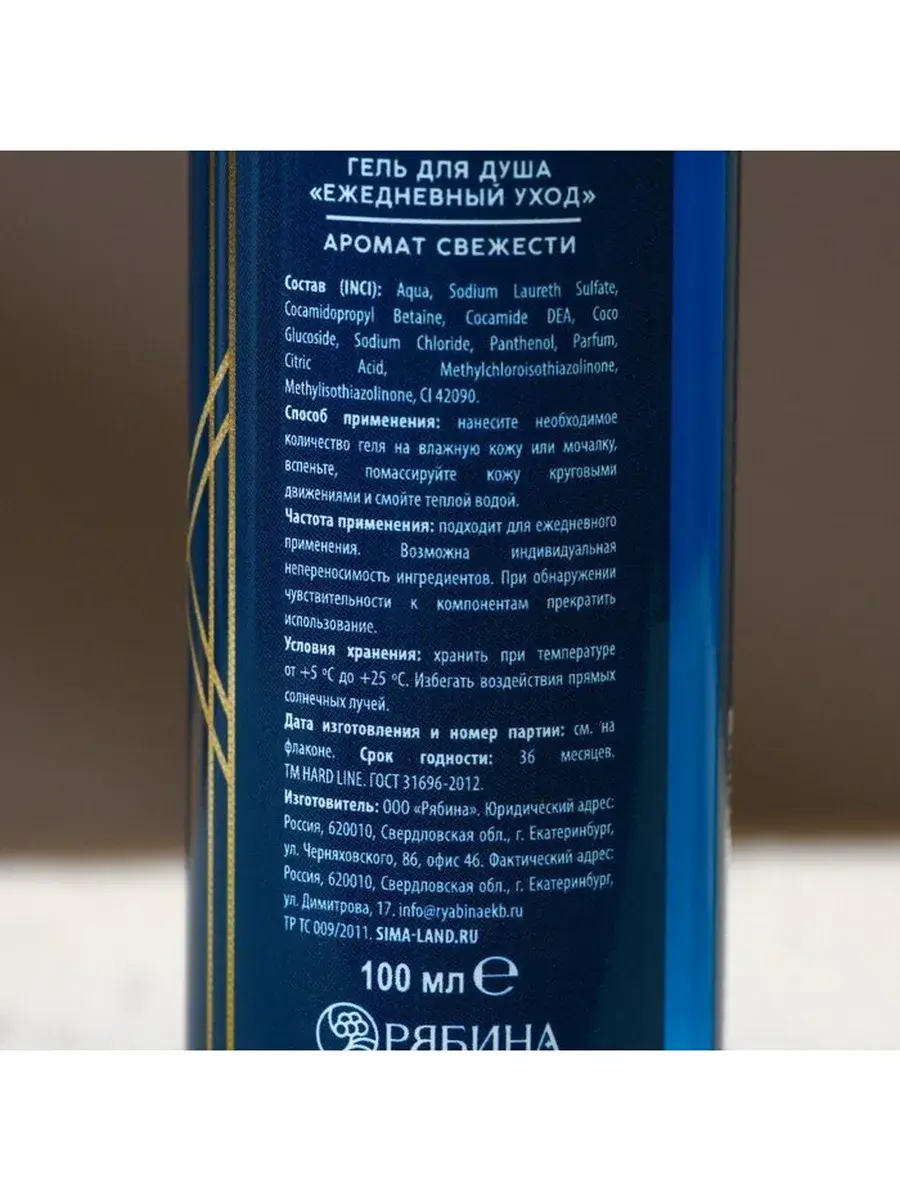 ГЕЛЬ ДЛЯ ДУША
«ЕЖЕДНЕВНЫЙ УХОД»
АРОМАТ СВЕЖЕСТИ
Состав (INCI): Aqua, Sodium Laureth Sulfate,
Cocamidopropyl Betaine, Cocamide DEA, Coco
Glucoside, Sodium Chloride, Panthenol, Parfum,
Citric Acid, Methylchloroisothiazolinone,
Methylisothiazolinone, CI 42090.
Способ применения: нанесите необходимое
количество геля на влажную кожу или мочалку,
вспеньте, помассируйте кожу круговыми
движениями и смойте теплой водой.
Частота применения: подходит для ежедневного
применения. Возможна индивидуальная
непереносимость ингредиентов. При обнаружении
чувствительности к компонентам прекратить
использование.
Условия хранения: хранить при температуре
от +5 ºC до +25 ºC. Избегать воздействия прямых
солнечных лучей.
Дата изготовления и номер партии: см. на
флаконе. Срок годности: 36 месяцев.
TM HARD LINE. ГОСТ 31696-2012.
Изготовитель: ООО «Рябина». Юридический адрес:
Россия, 620010, Свердловская обл., г. Екатеринбург,
ул. Черняховского, 86, офис 46. Фактический адрес:
Россия, 620010, Свердловская обл., г. Екатеринбург,
ул. Димитрова, 17. info@ryabinaekb.ru
ТР ТС 009/2011. SIMA-LAND.RU
100 мл ℮
РЯБИНА